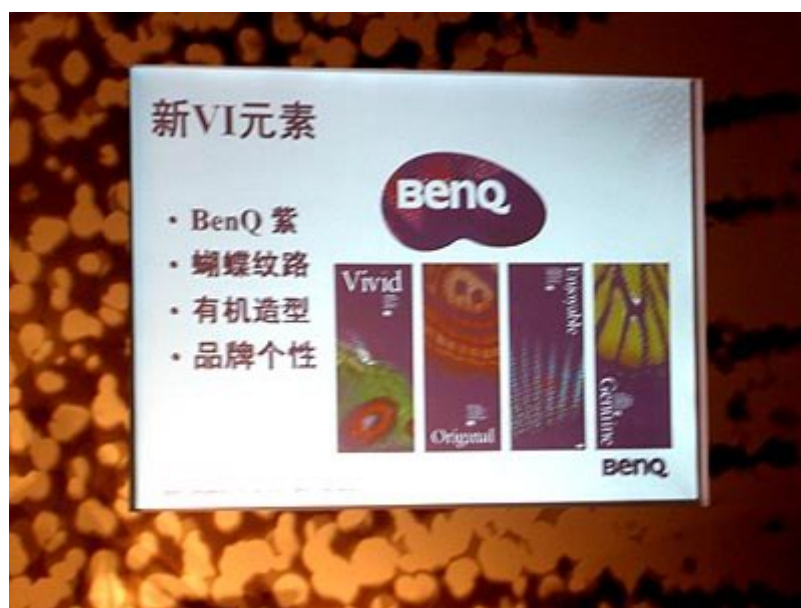 新VI元素
BenQ
• BenQ 紫
• 蝴蝶纹路
• 有机造型
• 品牌个性
Vivid
Original
Enjoyable
Genuine
BenQ